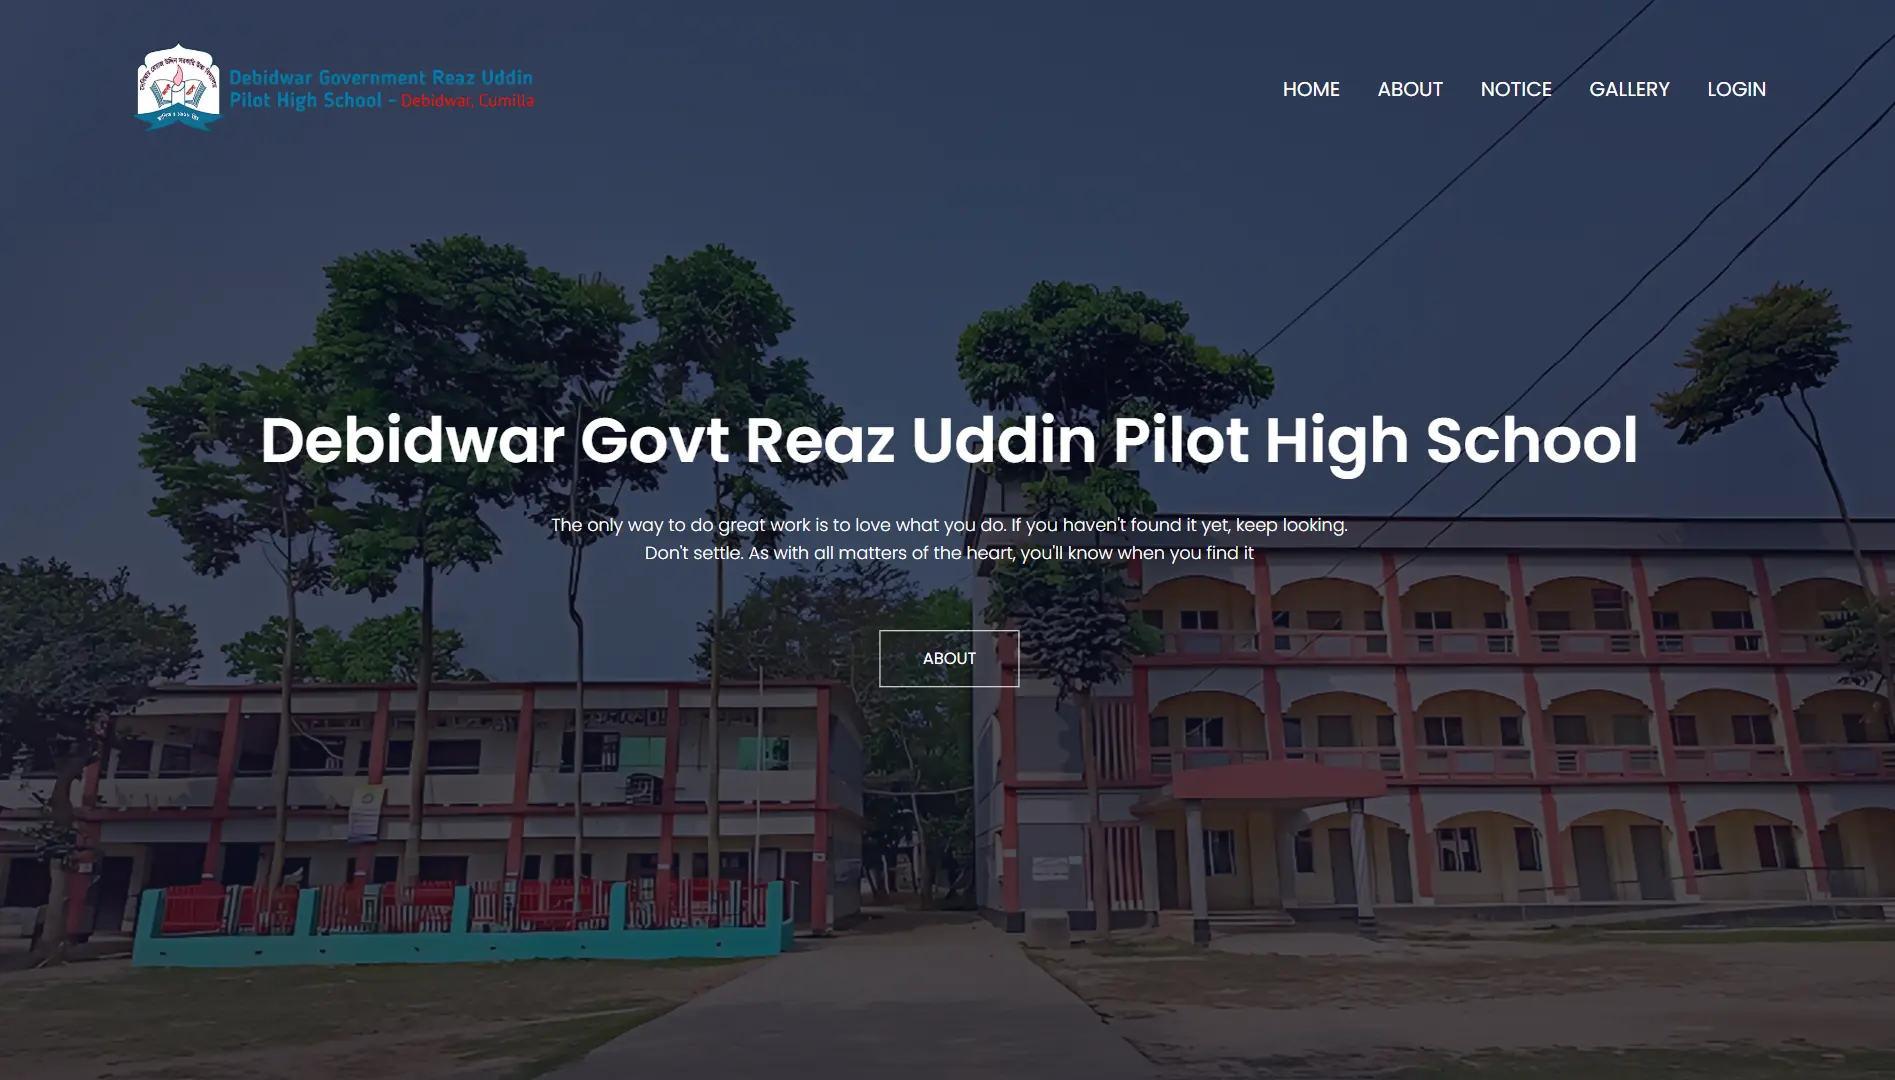 Debidwar Government Reaz Uddin
Pilot High School - Debidwar, Cumilla
HOME ABOUT NOTICE GALLERY LOGIN
Debidwar Govt Reaz Uddin Pilot High School
The only way to do great work is to love what you do. If you haven't found it yet, keep looking.
Don't settle. As with all matters of the heart, you'll know when you find it
ABOUT